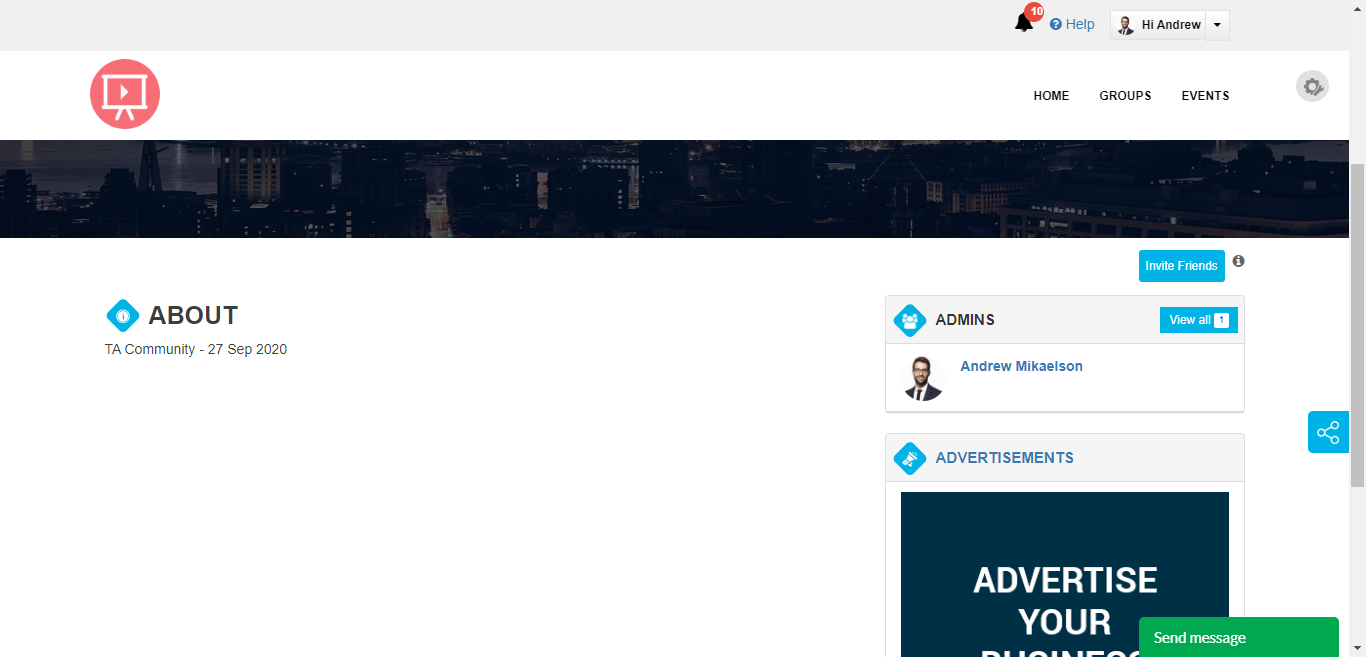 10
Help
Hi Andrew
HOME GROUPS EVENTS
Invite Friends
ABOUT
TA Community - 27 Sep 2020
ADMINS
View all 1
Andrew Mikaelson
ADVERTISEMENTS
ADVERTISE
YOUR
BUSINESS
Send message